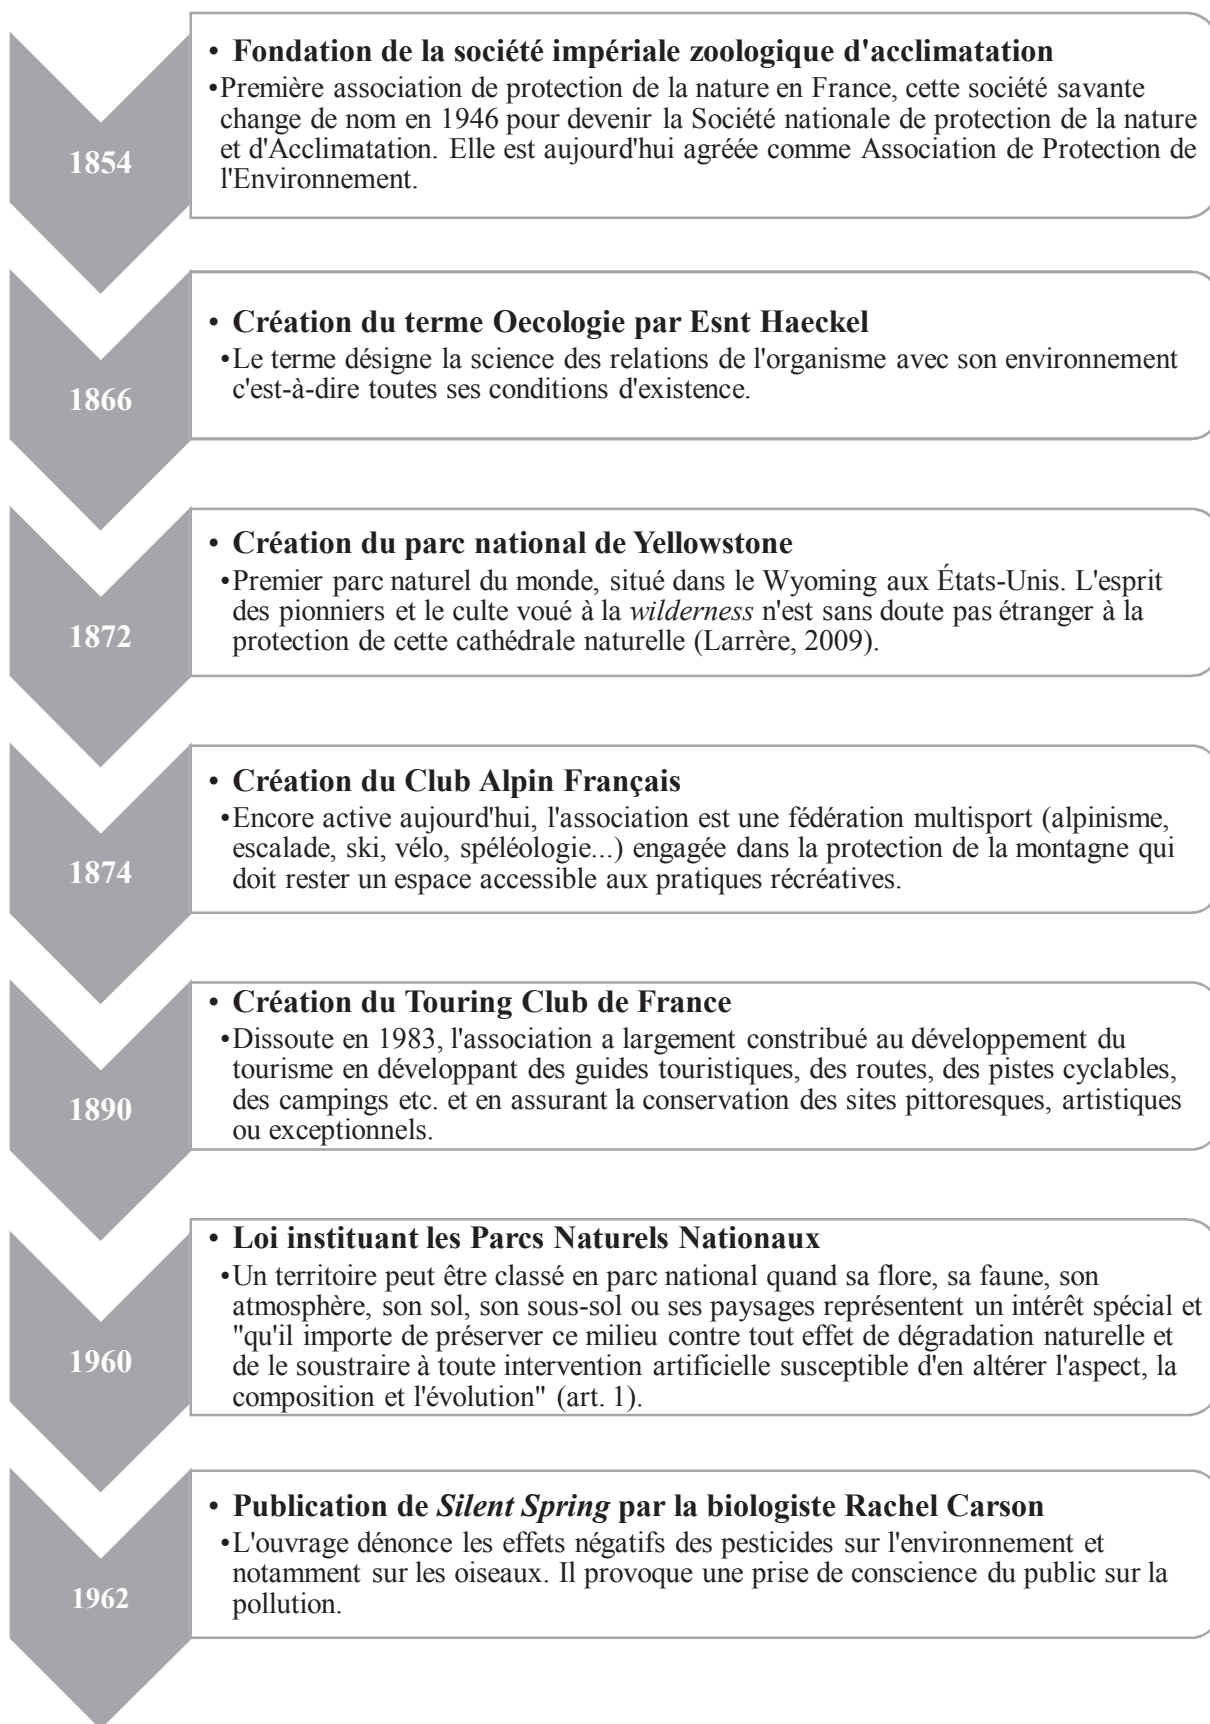 • Fondation de la société impériale zoologique d'acclimatation
•Première association de protection de la nature en France, cette société savante
change de nom en 1946 pour devenir la Société nationale de protection de la nature
et d'Acclimatation. Elle est aujourd'hui agréée comme Association de Protection de
l'Environnement.
1854
• Création du terme Oecologie par Esnt Haeckel
•Le terme désigne la science des relations de l'organisme avec son environnement
c'est-à-dire toutes ses conditions d'existence.
1866
• Création du parc national de Yellowstone
•Premier parc naturel du monde, situé dans le Wyoming aux États-Unis. L'esprit
des pionniers et le culte voué à la wilderness n'est sans doute pas étranger à la
protection de cette cathédrale naturelle (Larrère, 2009).
1872
• Création du Club Alpin Français
•Encore active aujourd'hui, l'association est une fédération multisport (alpinisme,
escalade, ski, vélo, spéléologie...) engagée dans la protection de la montagne qui
doit rester un espace accessible aux pratiques récréatives.
1874
• Création du Touring Club de France
•Dissoute en 1983, l'association a largement constribué au développement du
tourisme en développant des guides touristiques, des routes, des pistes cyclables,
des campings etc. et en assurant la conservation des sites pittoresques, artistiques
ou exceptionnels.
1890
• Loi instituant les Parcs Naturels Nationaux
•Un territoire peut être classé en parc national quand sa flore, sa faune, son
atmosphère, son sol, son sous-sol ou ses paysages représentent un intérêt spécial et
"qu'il importe de préserver ce milieu contre tout effet de dégradation naturelle et
de le soustraire à toute intervention artificielle susceptible d'en altérer l'aspect, la
composition et l'évolution" (art. 1).
1960
• Publication de Silent Spring par la biologiste Rachel Carson
•L'ouvrage dénonce les effets négatifs des pesticides sur l'environnement et
notamment sur les oiseaux. Il provoque une prise de conscience du public sur la
pollution.
1962